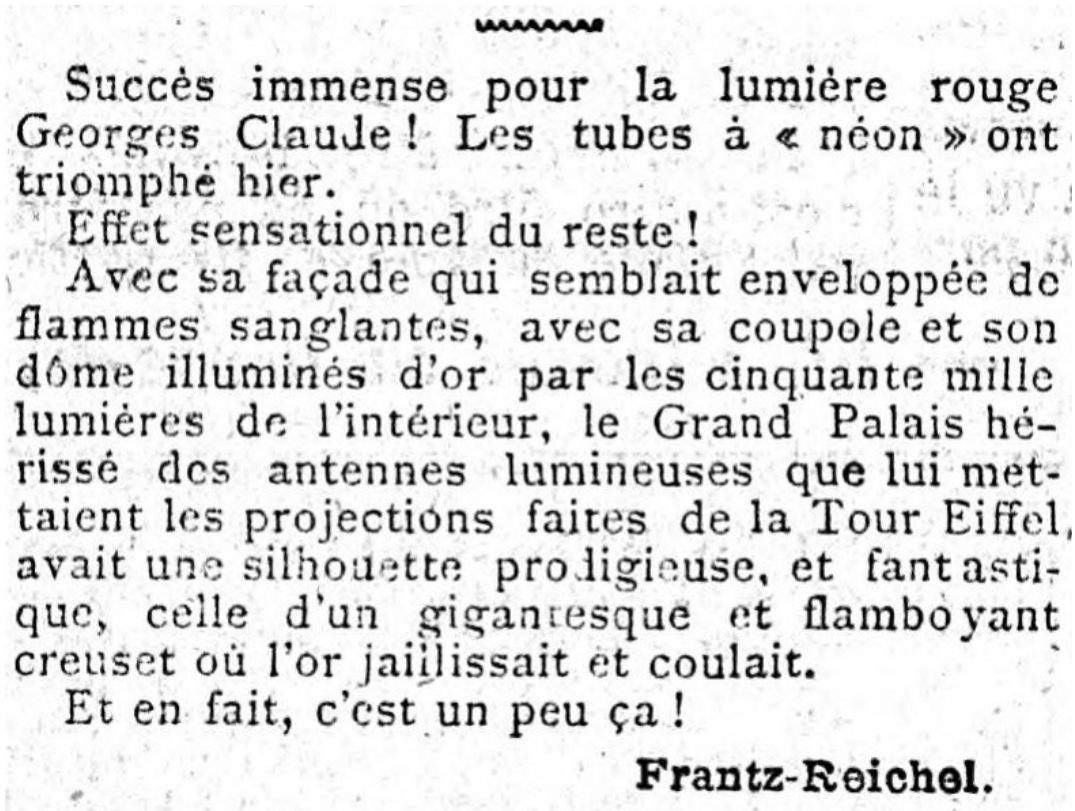 Succès immense pour la lumière rouge
Georges Claude! Les tubes à « néon » ont
triomphé hier.
Effet sensationnel du reste!
Avec sa façade qui semblait enveloppée de
flammes sanglantes, avec sa coupole et son
dôme illuminés d'or par les cinquante mille
lumières de l'intérieur, le Grand Palais hé-
rissé des antennes lumineuses que lui met-
taient les projections faites de la Tour Eiffel,
avait une silhouette prodigieuse, et fantasti-
que, celle d'un gigantesque et flamboyant
creuset où l'or jaillissait et coulait.
Et en fait, c'est un peu ça!
Frantz-Reichel.